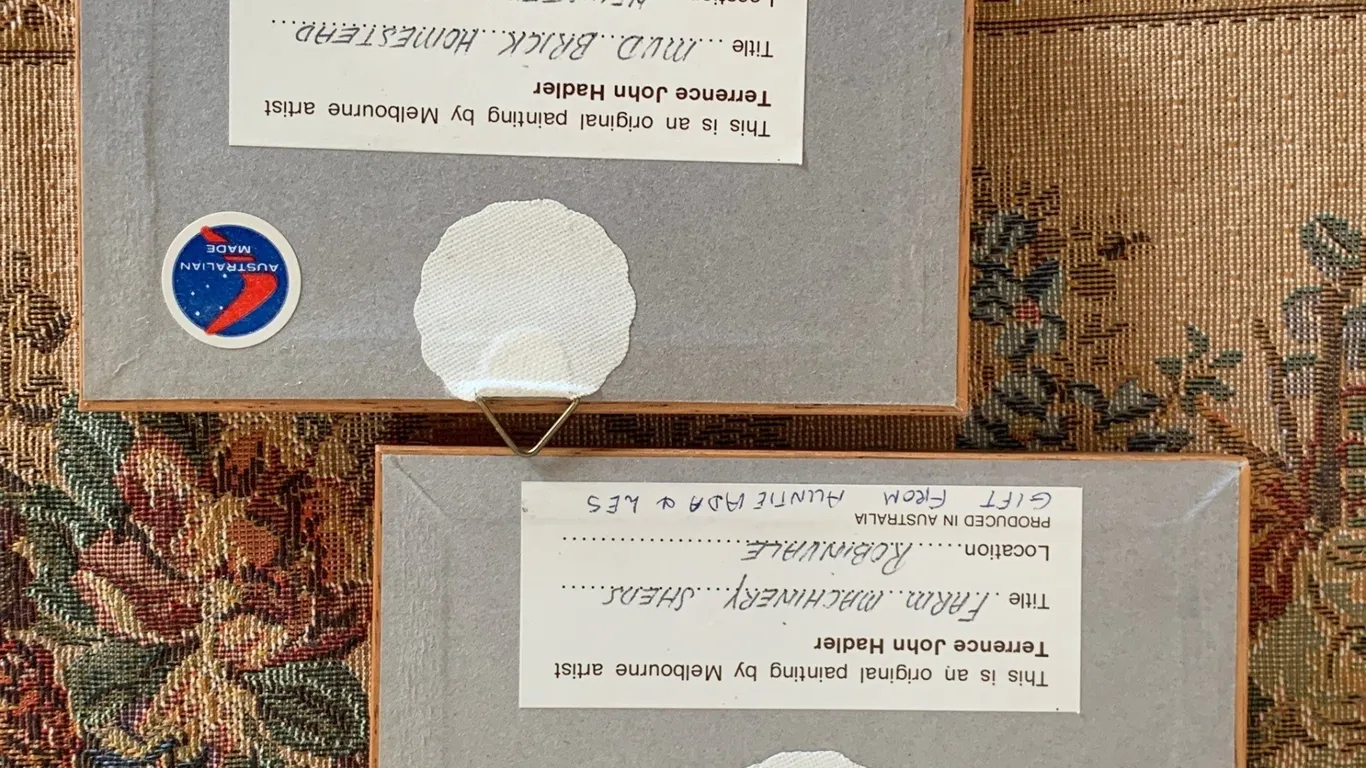 This is an original painting by Melbourne artist
Terrence John Hadler
Title ... MUD..BRICK..HOMESTEAD ..
Location
AUSTRALIAN
MADE
This is an original painting by Melbourne artist
Terrence John Hadler
Title . FARM..MACHINERY....SHEDS.....
Location.....ROBINVALE......................
PRODUCED IN AUSTRALIA
GIFT FROM AUNTIE ADA & LES